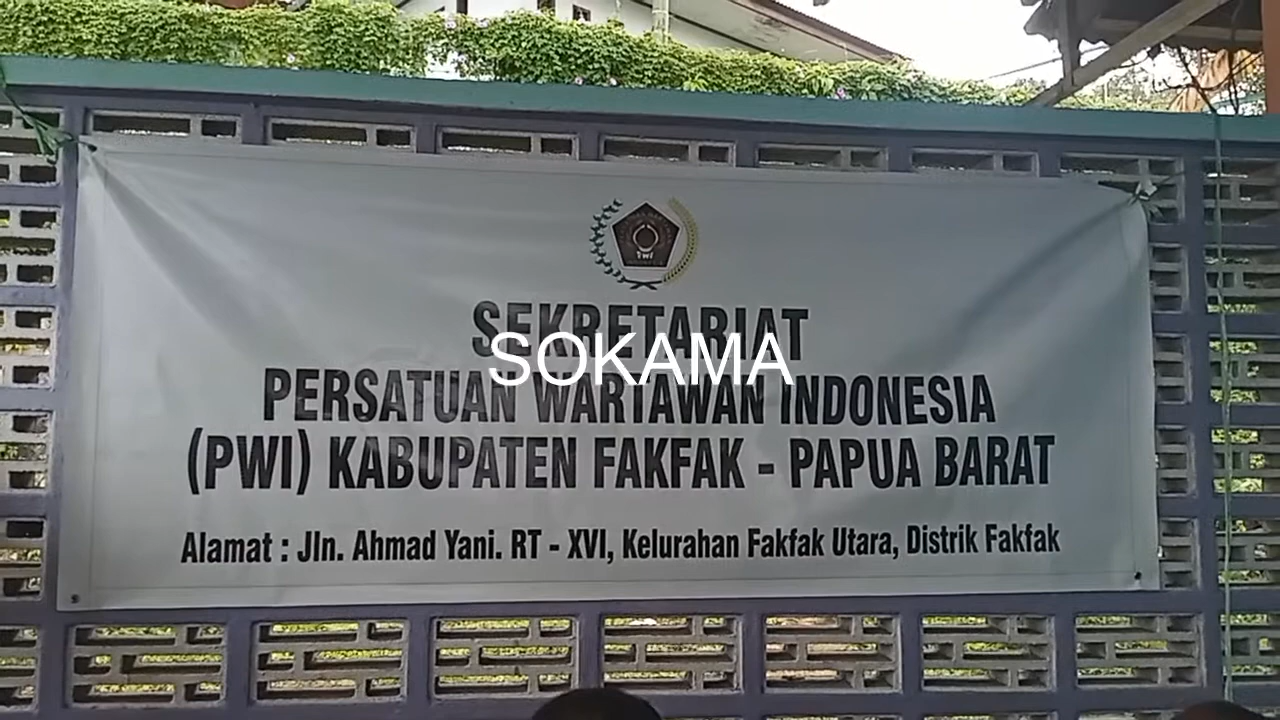 PWI
SEKRETARIAT
SOKAMA
PERSATUAN WARTAWAN INDONESIA
(PWI) KABUPATEN FAKFAK - PAPUA BARAT
Alamat : Jln. Ahmad Yani. RT - XVI, Kelurahan Fakfak Utara, Distrik Fakfak